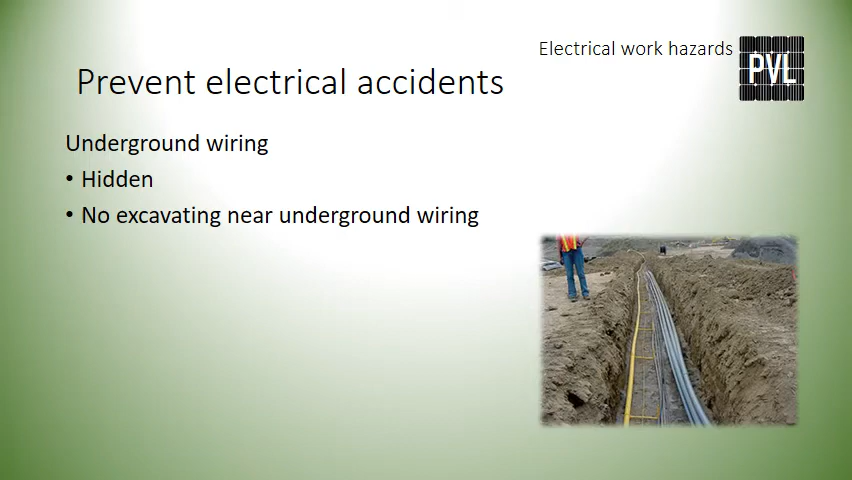 Electrical work hazards
PVL
Prevent electrical accidents
Underground wiring
• Hidden
• No excavating near underground wiring